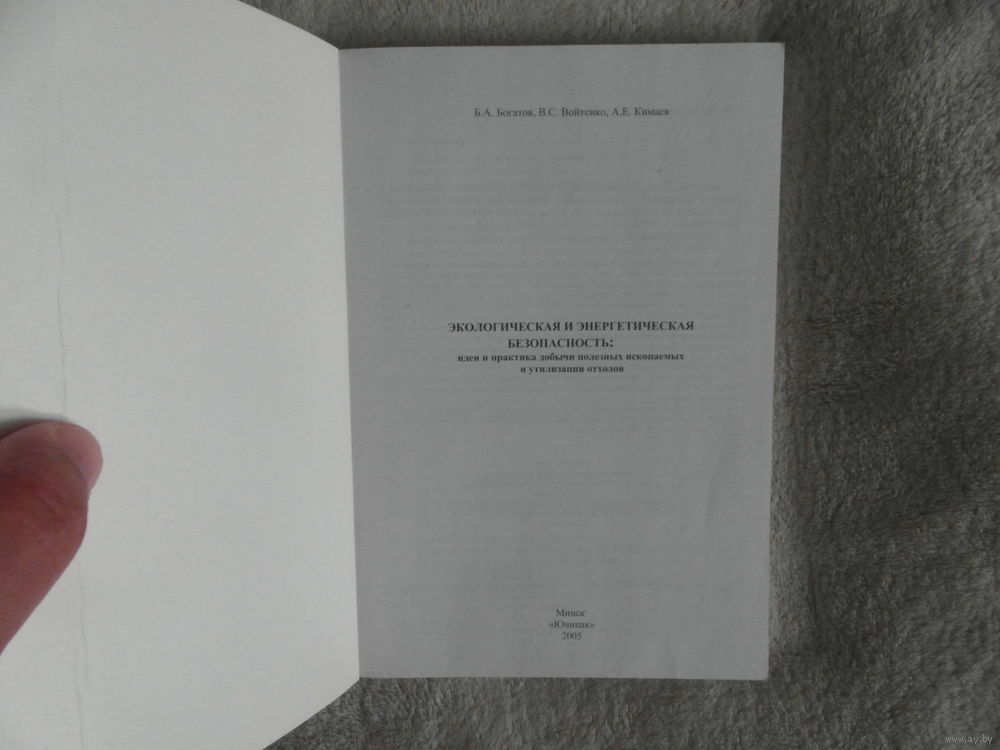 Б.А. Богатов, В.С. Войтенко, А.Е. Кимаев
ЭКОЛОГИЧЕСКАЯ И ЭНЕРГЕТИЧЕСКАЯ
БЕЗОПАСНОСТЬ:
идеи и практика добычи полезных ископаемых
и утилизации отходов
Минск
«Юнипак»
2005
www.ay.by